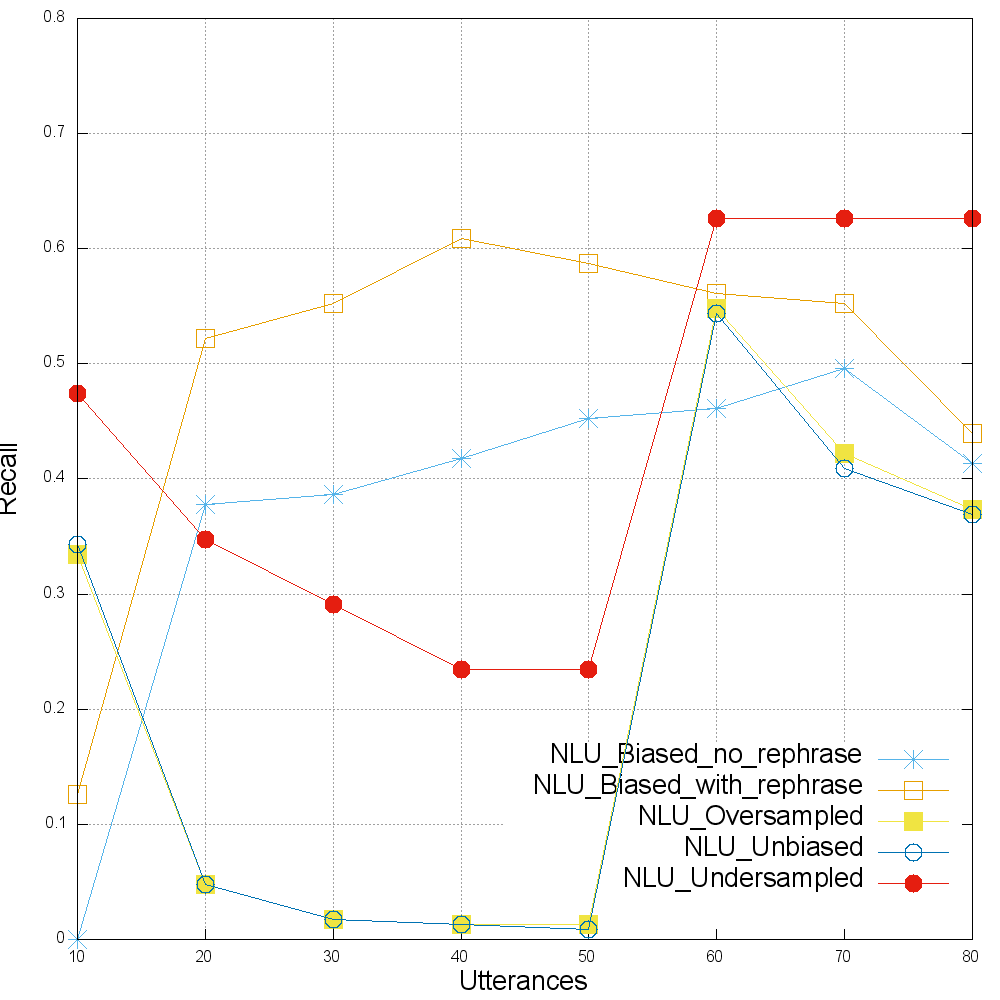 0.8
0.7
0.6
0.5
0.4
0.3
0.2
0.1
0
Recall
NLU_Biased_no_rephrase
NLU_Biased_with_rephrase
NLU_Oversampled
NLU_Unbiased
NLU_Undersampled
10 20 30 40 50 60 70 80
Utterances